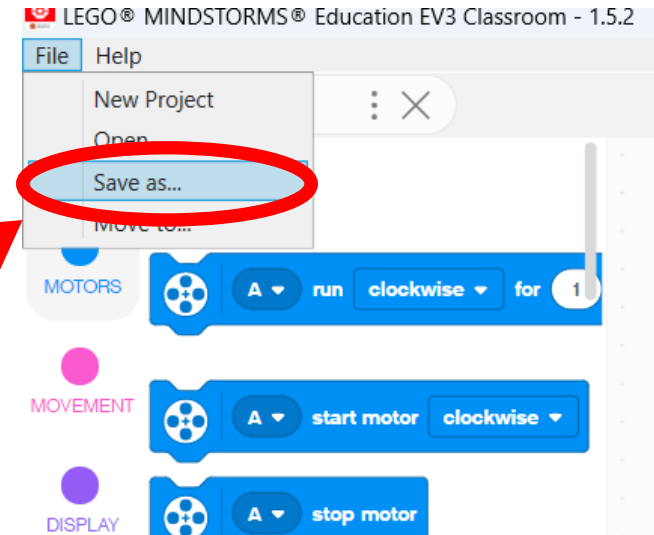 LEGO® MINDSTORMS® Education EV3 Classroom - 1.5.2
File Help
New Project
Open...
Save as...
Move to...
MOTORS
A run clockwise for 1
MOVEMENT
A start motor clockwise
DISPLAY
A stop motor